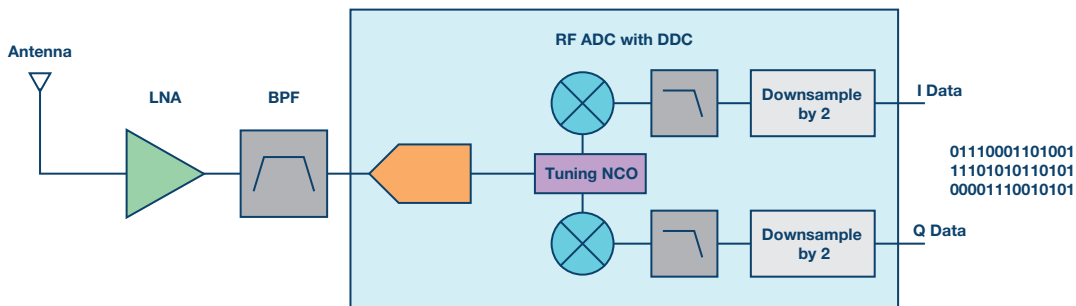 RF ADC with DDC
Antenna
LNA
BPF
Downsample
by 2
I Data
Tuning NCO
01110001101001
11101010110101
00001110010101
Downsample
by 2
Q Data